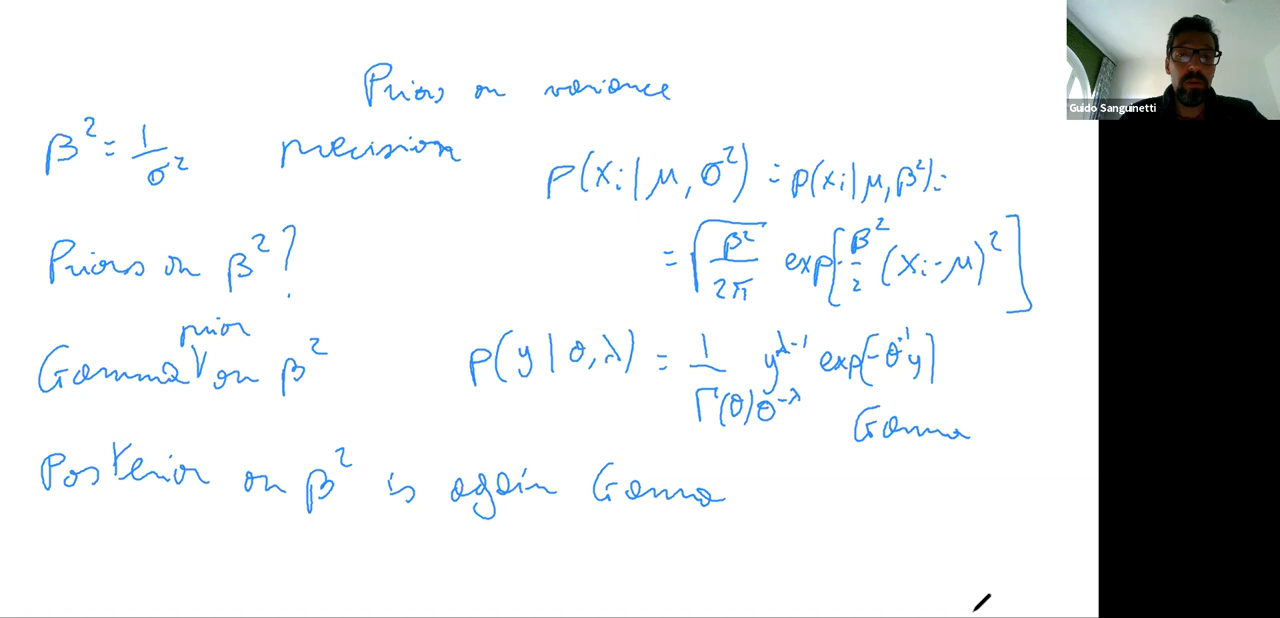 Priors on variance
Guido Sanguinetti
β² = 1/σ² precision
p(xᵢ|μ, σ²) = p(xᵢ|μ, β²) =
= √(β²/2π) exp[-β²/2 (xᵢ-μ)²]
Priors on β²?
prior
Gamma V on β²
p(y|θ,λ) = 1/(Γ(θ)θ^-λ) y^(λ-1) exp[-θ⁻¹y]
Gamma
Posterior on β² is again Gamma